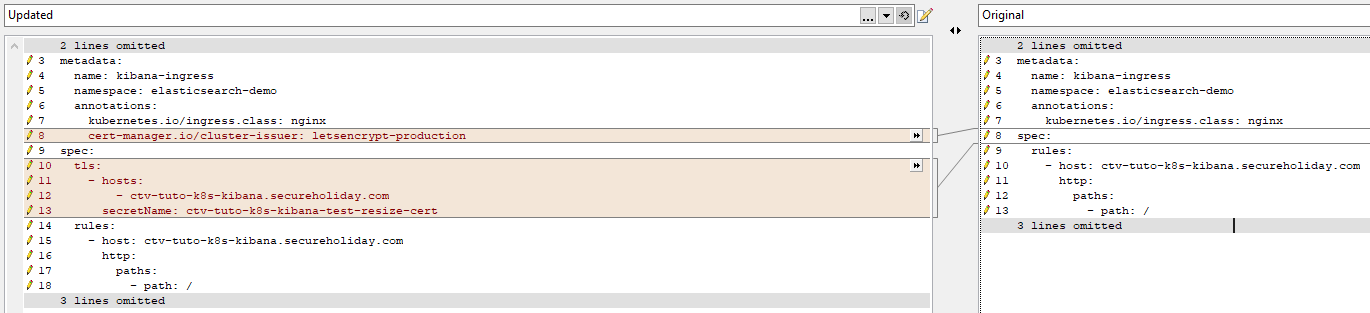 Updated
...
2 lines omitted
3 metadata:
4 name: kibana-ingress
5 namespace: elasticsearch-demo
6 annotations:
7 kubernetes.io/ingress.class: nginx
8 cert-manager.io/cluster-issuer: letsencrypt-production
9 spec:
10 tls:
11 - hosts:
12 - ctv-tuto-k8s-kibana.secureholiday.com
13 secretName: ctv-tuto-k8s-kibana-test-resize-cert
14 rules:
15 - host: ctv-tuto-k8s-kibana.secureholiday.com
16 http:
17 paths:
18 - path: /
3 lines omitted
Original
2 lines omitted
3 metadata:
4 name: kibana-ingress
5 namespace: elasticsearch-demo
6 annotations:
7 kubernetes.io/ingress.class: nginx
8 spec:
9 rules:
10 - host: ctv-tuto-k8s-kibana.secureholiday.com
11 http:
12 paths:
13 - path: /
3 lines omitted